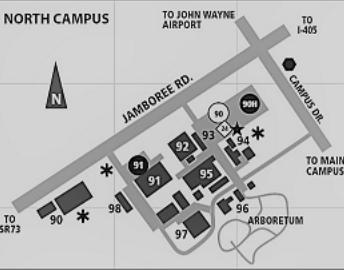 NORTH CAMPUS
TO JOHN WAYNE
AIRPORT
TO
I-405
N
JAMBOREE RD.
CAMPUS DR.
90
90H
24
93
94
92
91
91
95
TO MAIN
CAMPUS
98
96
90
TO
SR73
97
ARBORETUM